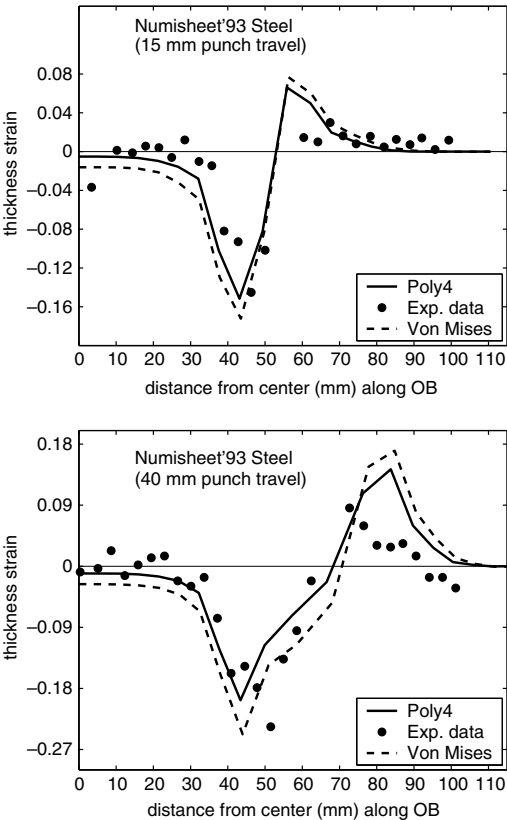 Numisheet'93 Steel
(15 mm punch travel)
0.08
0.04
0
−0.04
−0.08
−0.12
−0.16
thickness strain
Poly4
Exp. data
Von Mises
0 10 20 30 40 50 60 70 80 90 100 110
distance from center (mm) along OB
Numisheet'93 Steel
(40 mm punch travel)
0.18
0.09
0
−0.09
−0.18
−0.27
thickness strain
Poly4
Exp. data
Von Mises
0 10 20 30 40 50 60 70 80 90 100 110
distance from center (mm) along OB